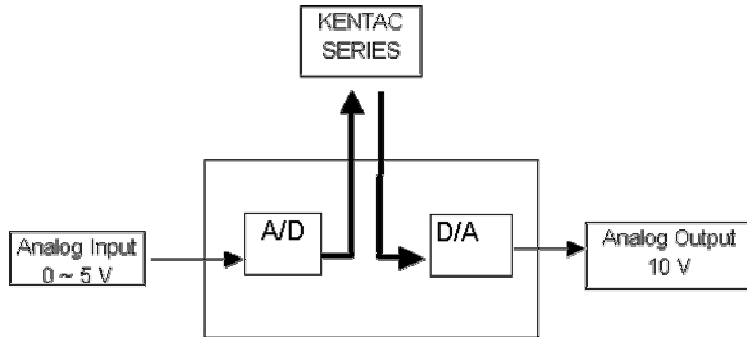 KENTAC
SERIES
A/D
D/A
Analog Input
0 ~ 5 V
Analog Output
10 V